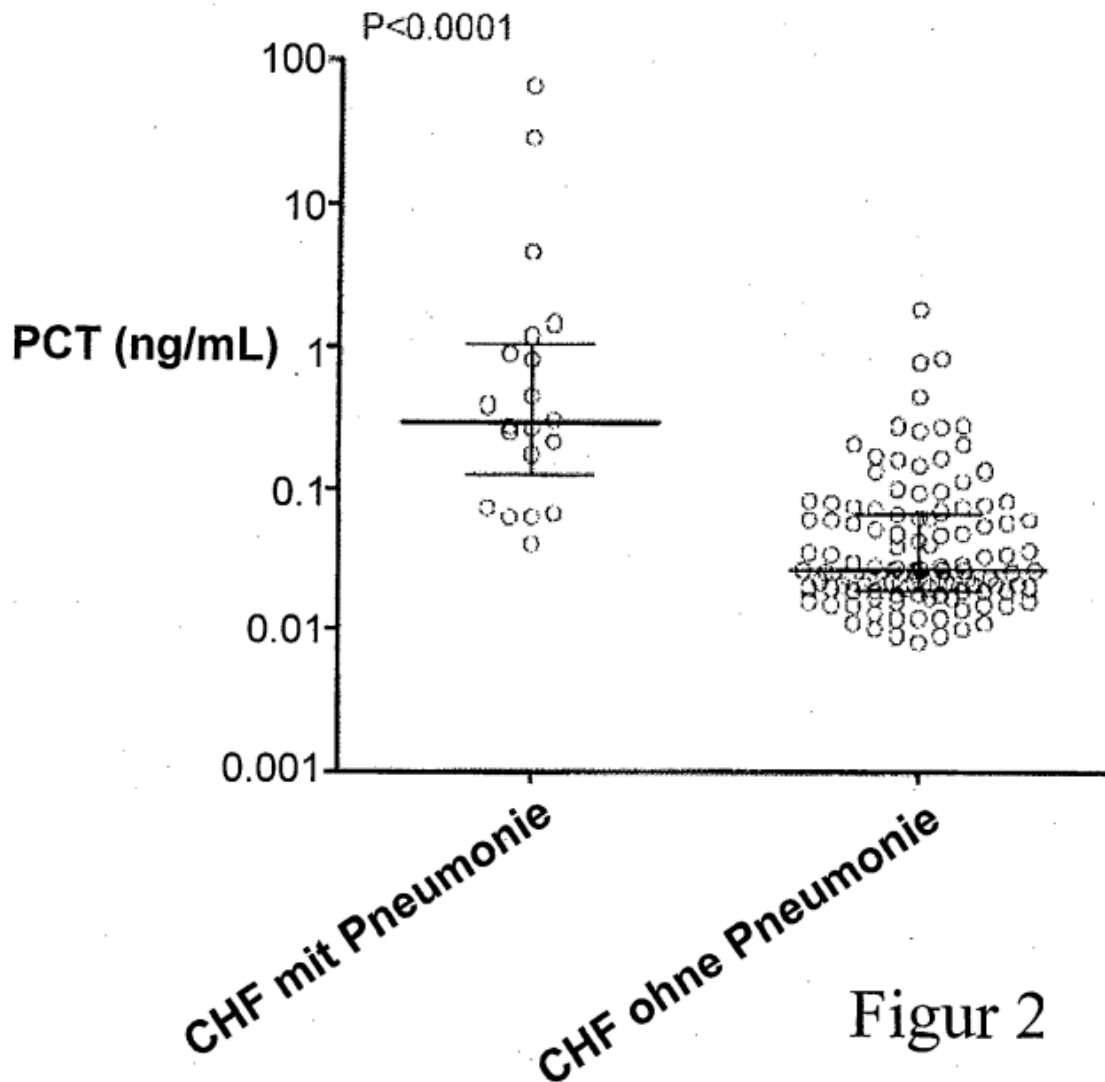 P<0.0001
100
10
PCT (ng/mL)
1
0.1
0.01
0.001
CHF mit Pneumonie
CHF ohne Pneumonie
Figur 2